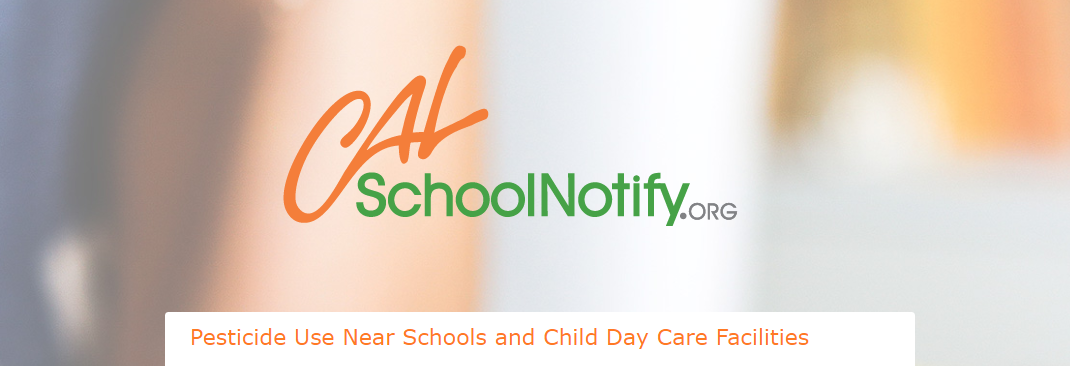 CAL
SchoolNotify.ORG
Pesticide Use Near Schools and Child Day Care Facilities